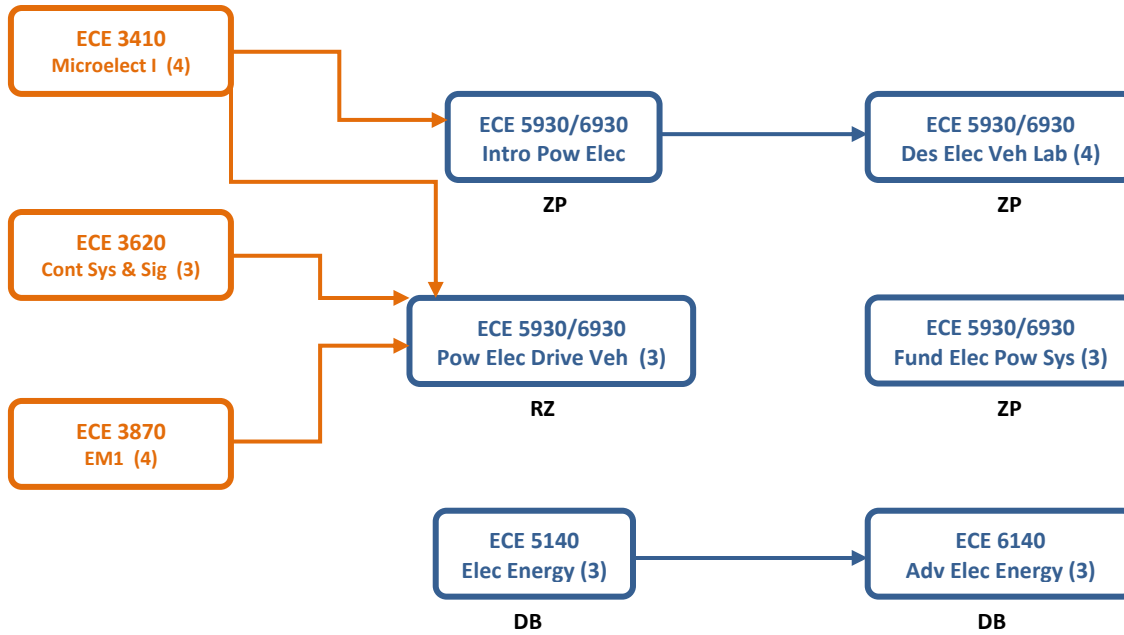 ECE 3410
Microelect I (4)
ECE 5930/6930
Intro Pow Elec
ZP
ECE 5930/6930
Des Elec Veh Lab (4)
ZP
ECE 3620
Cont Sys & Sig (3)
ECE 5930/6930
Pow Elec Drive Veh (3)
RZ
ECE 5930/6930
Fund Elec Pow Sys (3)
ZP
ECE 3870
EM1 (4)
ECE 5140
Elec Energy (3)
DB
ECE 6140
Adv Elec Energy (3)
DB